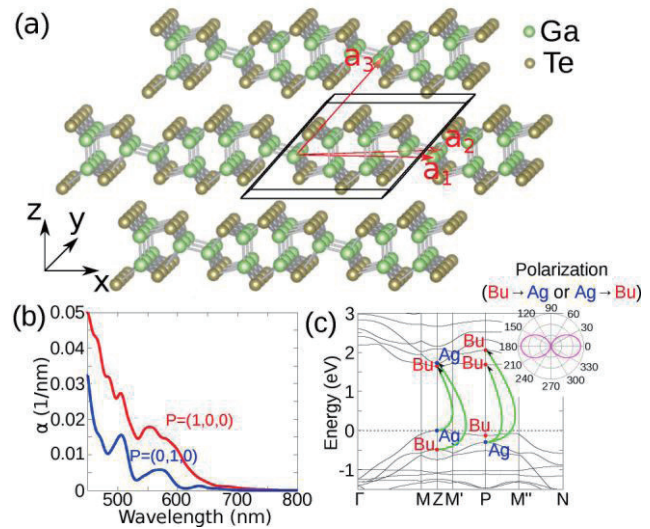 (a)
Ga
Te
a3
a2
a1
z
y
x
Polarization
(Bu→Ag or Ag→Bu)
(b)
0.05
0.04
0.03
0.02
0.01
0
α (1/nm)
P=(1,0,0)
P=(0,1,0)
500 600 700 800
Wavelength (nm)
(c)
3
2
1
0
-1
Energy (eV)
Bu Ag
Bu
Bu
Ag
Bu
Bu
Ag
Γ M Z M' P M'' N
90
120 60
150 30
180 0
210 330
240 300
270